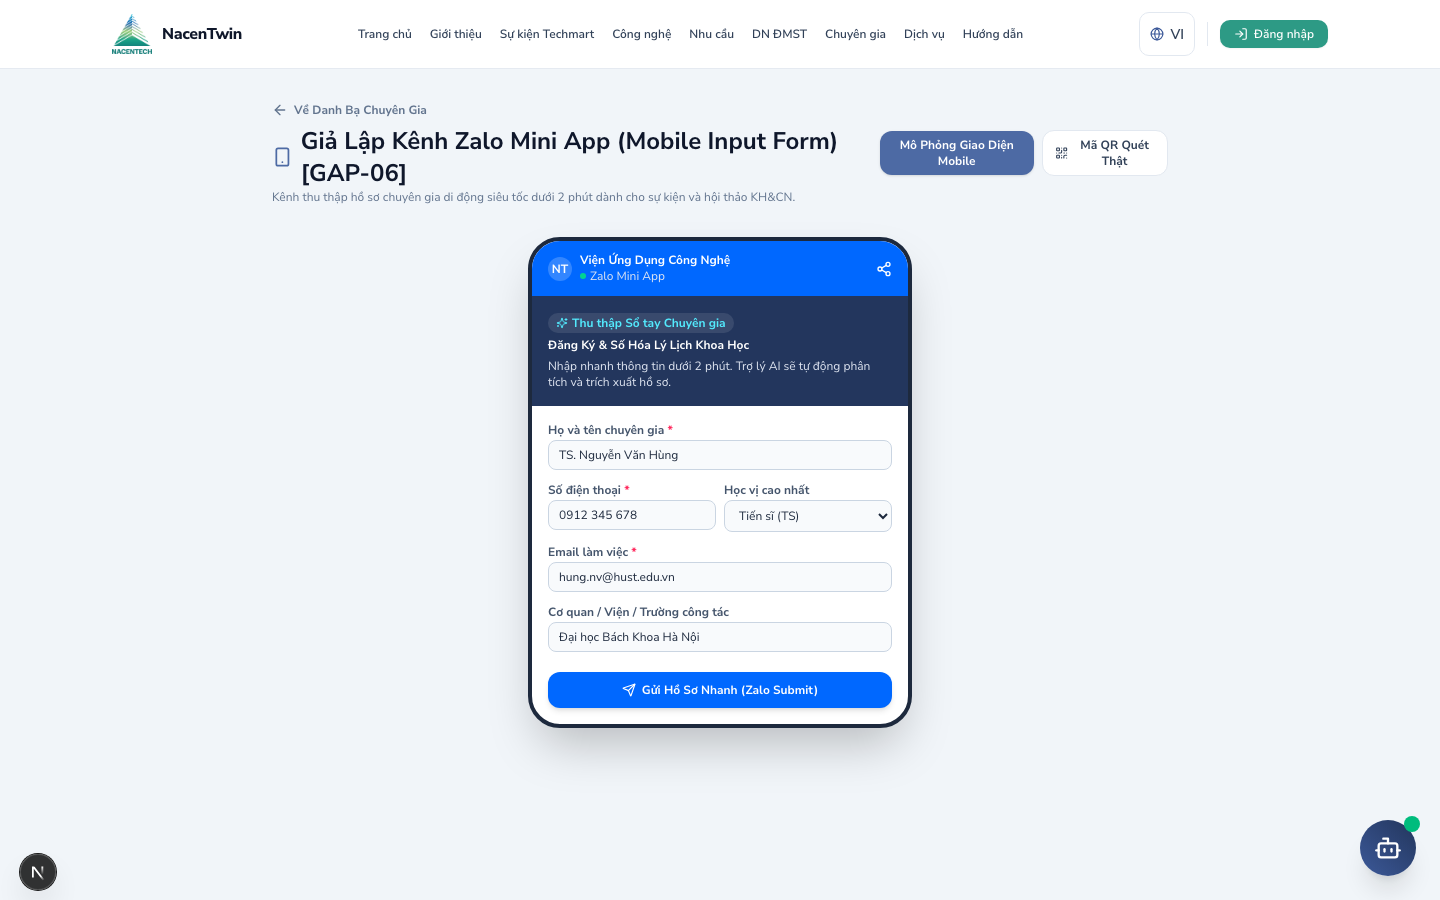 NACENTECH
NacenTwin
Trang chủ
Giới thiệu
Sự kiện Techmart
Công nghệ
Nhu cầu
DN ĐMST
Chuyên gia
Dịch vụ
Hướng dẫn
VI
Đăng nhập
Về Danh Bạ Chuyên Gia
Giả Lập Kênh Zalo Mini App (Mobile Input Form)
[GAP-06]
Kênh thu thập hồ sơ chuyên gia di động siêu tốc dưới 2 phút dành cho sự kiện và hội thảo KH&CN.
Mô Phỏng Giao Diện
Mobile
Mã QR Quét
Thật
NT
Viện Ứng Dụng Công Nghệ
Zalo Mini App
Thu thập Sổ tay Chuyên gia
Đăng Ký & Số Hóa Lý Lịch Khoa Học
Nhập nhanh thông tin dưới 2 phút. Trợ lý AI sẽ tự động phân
tích và trích xuất hồ sơ.
Họ và tên chuyên gia *
TS. Nguyễn Văn Hùng
Số điện thoại *
0912 345 678
Học vị cao nhất
Tiến sĩ (TS)
Email làm việc *
hung.nv@hust.edu.vn
Cơ quan / Viện / Trường công tác
Đại học Bách Khoa Hà Nội
Gửi Hồ Sơ Nhanh (Zalo Submit)
N